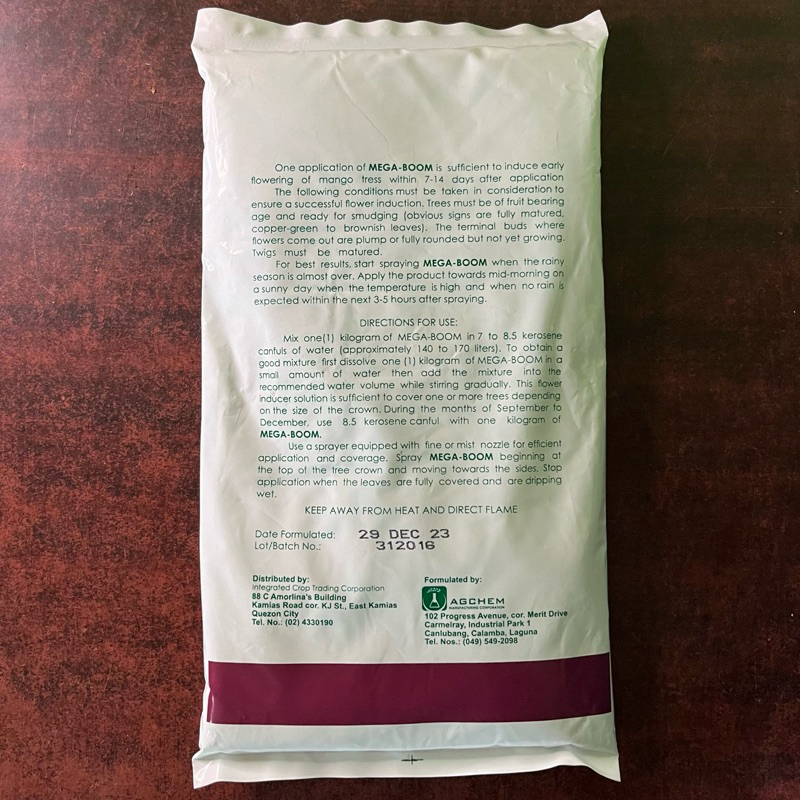 One application of MEGA-BOOM is sufficient to induce early
flowering of mango tress within 7-14 days after application
The following conditions must be taken in consideration to
ensure a successful flower induction. Trees must be of fruit bearing
age and ready for smudging (obvious signs are fully matured,
copper-green to brownish leaves). The terminal buds where
flowers come out are plump or fully rounded but not yet growing.
Twigs must be matured.
For best results, start spraying MEGA-BOOM when the rainy
season is almost over. Apply the product towards mid-morning on
a sunny day when the temperature is high and when no rain is
expected within the next 3-5 hours after spraying.
DIRECTIONS FOR USE:
Mix one(1) kilogram of MEGA-BOOM in 7 to 8.5 kerosene
canfuls of water (approximately 140 to 170 liters). To obtain a
good mixture first dissolve one (1) kilogram of MEGA-BOOM in a
small amount of water then add the mixture into the
recommended water volume while stirring gradually. This flower
inducer solution is sufficient to cover one or more trees depending
on the size of the crown. During the months of September to
December, use 8.5 kerosene canful with one kilogram of
MEGA-BOOM.
Use a sprayer equipped with fine or mist nozzle for efficient
application and coverage. Spray MEGA-BOOM beginning at
the top of the tree crown and moving towards the sides. Stop
application when the leaves are fully covered and are dripping
wet.
KEEP AWAY FROM HEAT AND DIRECT FLAME
Date Formulated: 29 DEC 23
Lot/Batch No.: 312016
Distributed by:
Integrated Crop Trading Corporation
88 C Amorlina's Building
Kamias Road cor. KJ St., East Kamias
Quezon City
Tel. No.: (02) 4330190
Formulated by:
AGCHEM
MANUFACTURING CORPORATION
102 Progress Avenue, cor. Merit Drive
Carmelray, Industrial Park 1
Canlubang, Calamba, Laguna
Tel. Nos.: (049) 549-2098